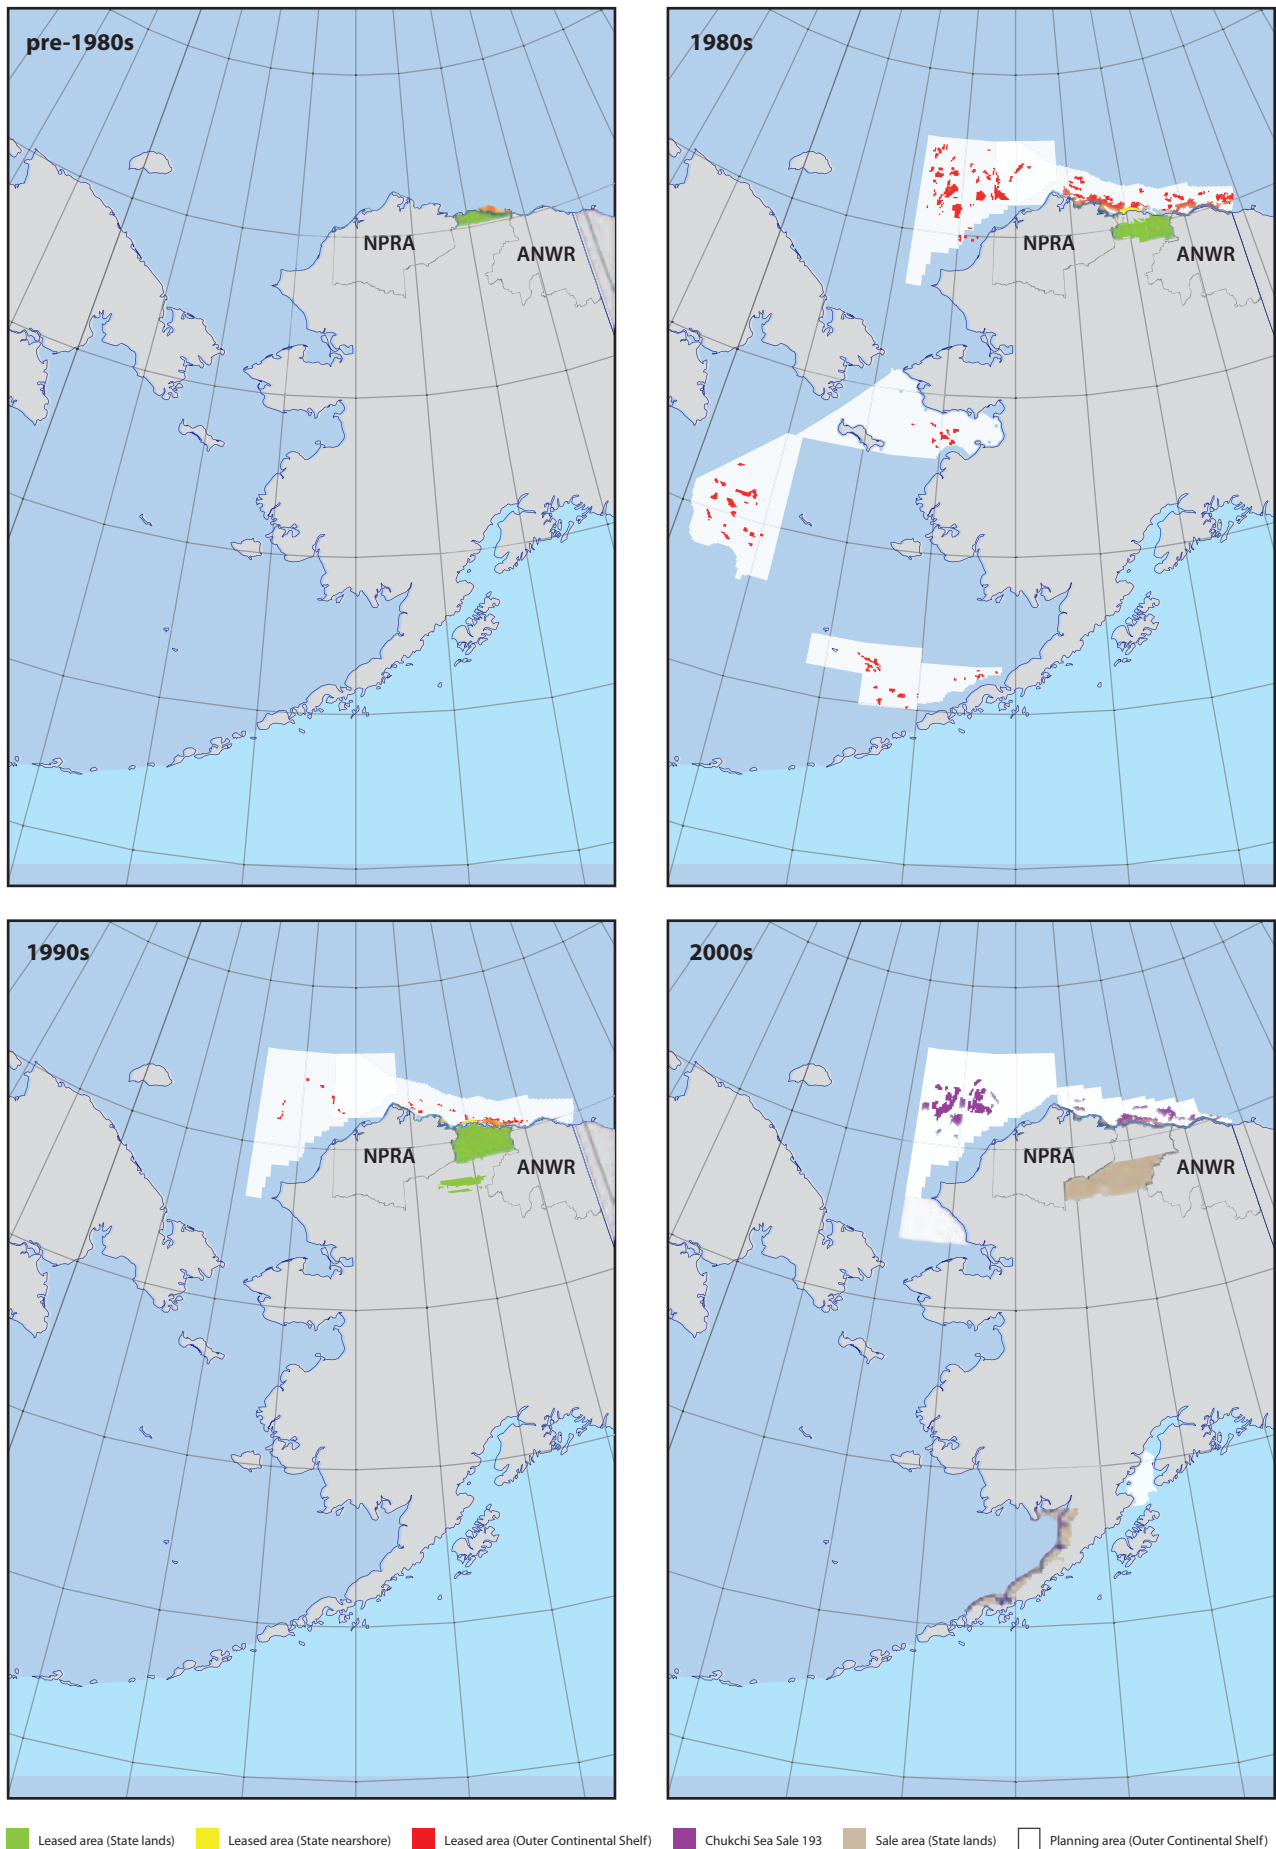 pre-1980s
NPRA
ANWR
1980s
NPRA
ANWR
1990s
NPRA
ANWR
2000s
NPRA
ANWR
Leased area (State lands)
Leased area (State nearshore)
Leased area (Outer Continental Shelf)
Chukchi Sea Sale 193
Sale area (State lands)
Planning area (Outer Continental Shelf)